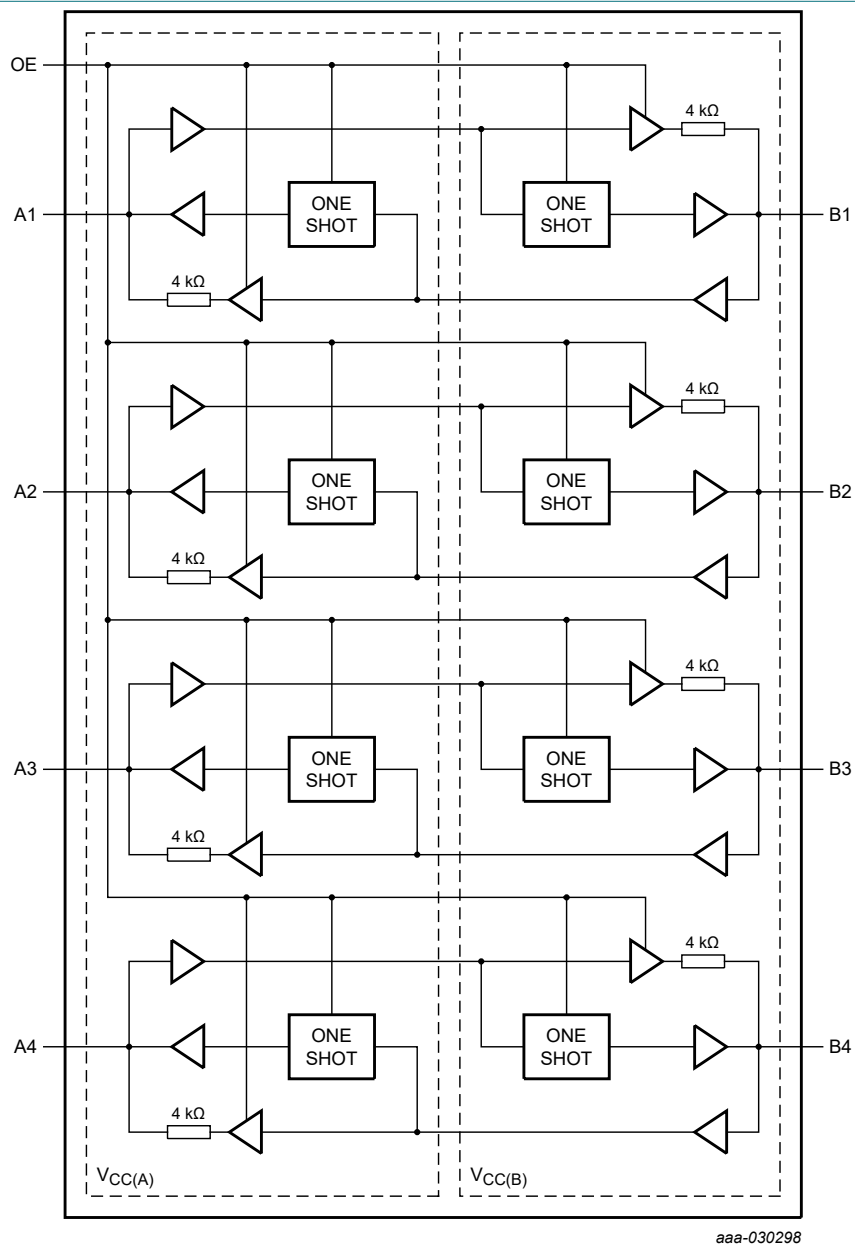 OE
4 kΩ
A1
ONE
SHOT
ONE
SHOT
B1
4 kΩ
4 kΩ
A2
ONE
SHOT
ONE
SHOT
B2
4 kΩ
4 kΩ
A3
ONE
SHOT
ONE
SHOT
B3
4 kΩ
4 kΩ
A4
ONE
SHOT
ONE
SHOT
B4
4 kΩ
VCC(A)
VCC(B)
aaa-030298